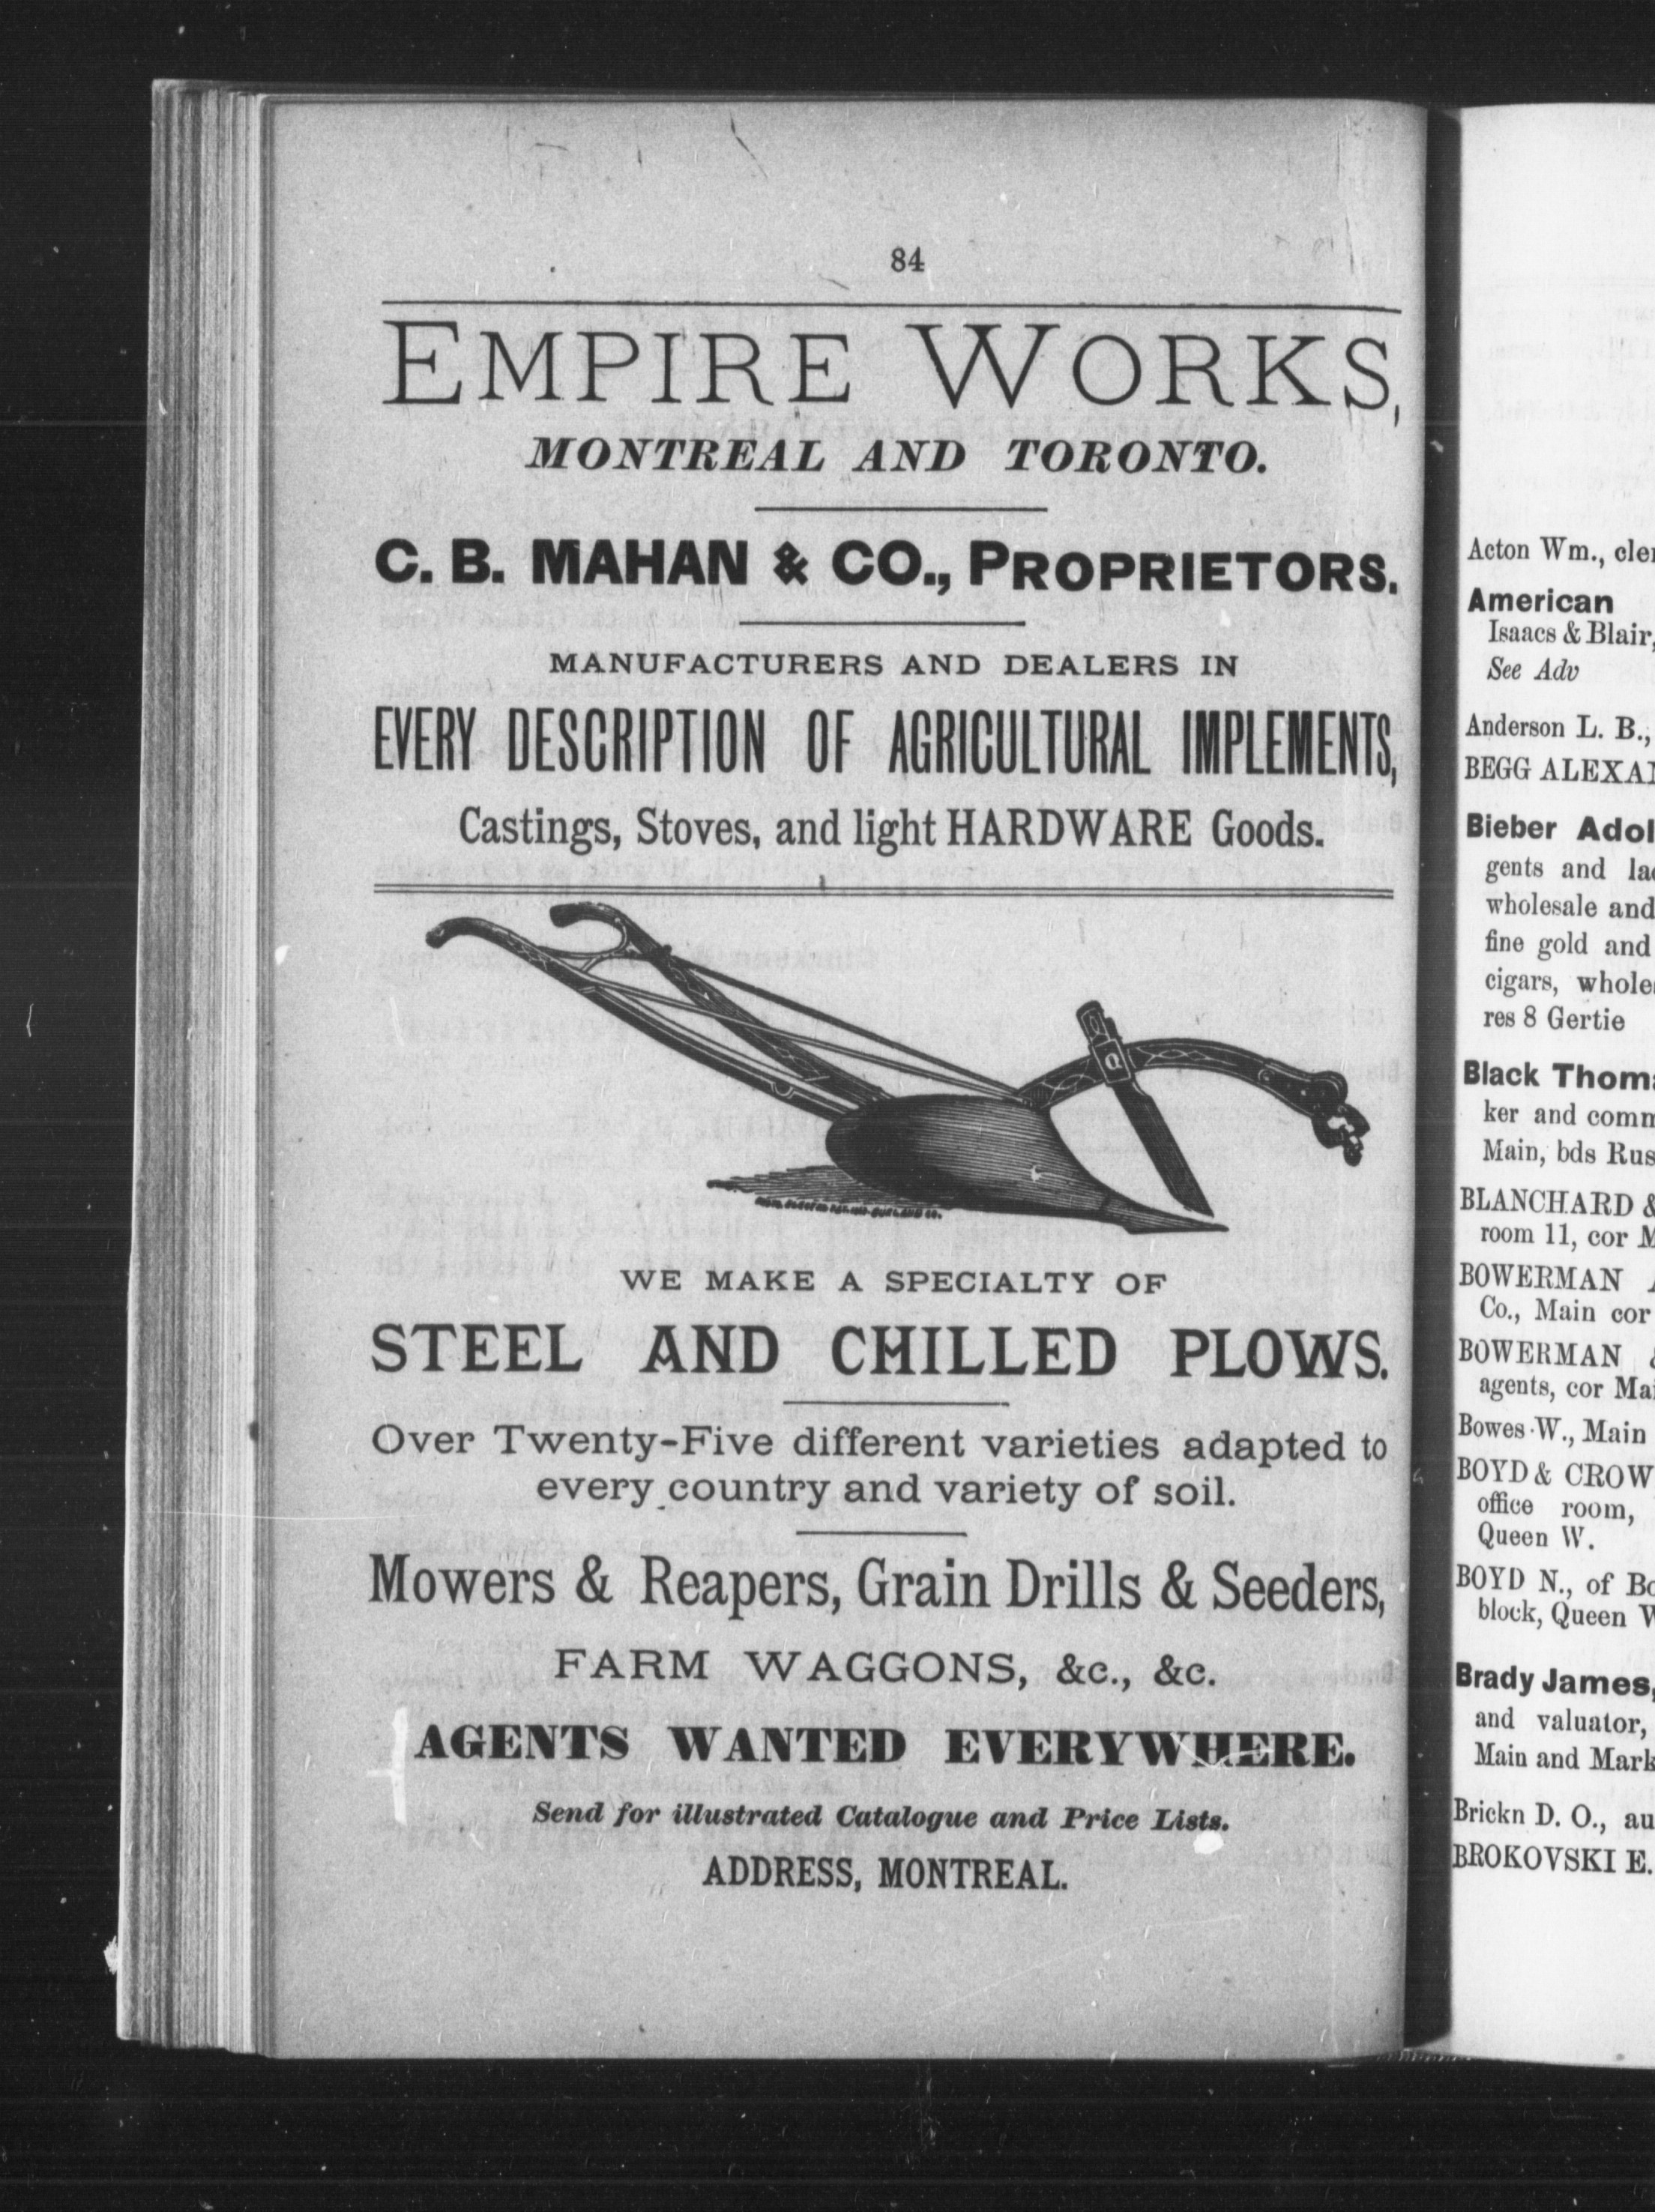 84
EMPIRE WORKS,
MONTREAL AND TORONTO.
C. B. MAHAN & CO., PROPRIETORS.
MANUFACTURERS AND DEALERS IN
EVERY DESCRIPTION OF AGRICULTURAL IMPLEMENTS,
Castings, Stoves, and light HARDWARE Goods.
WE MAKE A SPECIALTY OF
STEEL AND CHILLED PLOWS.
Over Twenty-Five different varieties adapted to
every country and variety of soil.
Mowers & Reapers, Grain Drills & Seeders,
FARM WAGGONS, &c., &c.
AGENTS WANTED EVERYWHERE.
Send for illustrated Catalogue and Price Lists.
ADDRESS, MONTREAL.
Acton Wm.,
American
Isaacs & Blair,
See Adv
Anderson L. B.,
BEGG
Bieber
gents and
wholesale and
fine gold and
cigars,
res 8 Gertie
Black
ker and
Main, bds
BLANCHARD &
room 11, cor
BOWERMAN
Co., Main cor
BOWERMAN
agents, cor
Bowes W., Main
BOYD &
office room,
Queen W.
BOYD N., of
block, Queen
Brady James,
and valuator,
Main and
Brickn D. O.,
BROKOVSKI E.